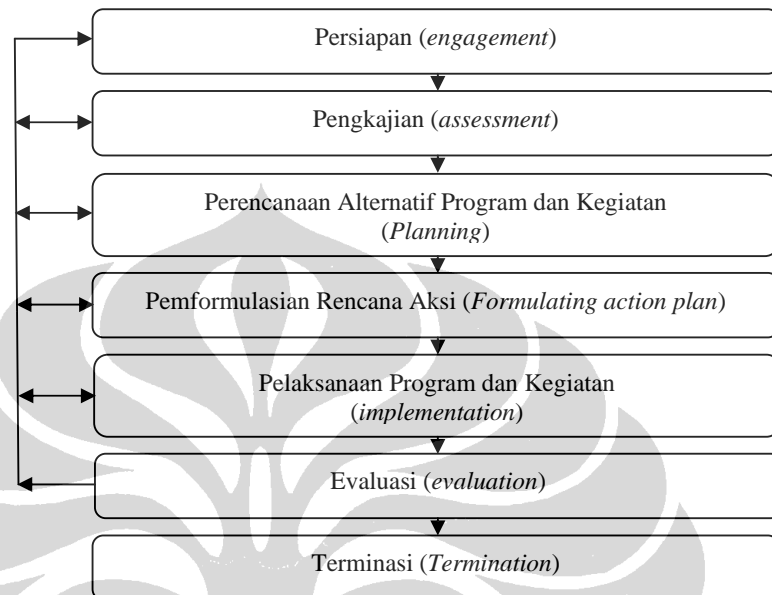 Persiapan (engagement)
Pengkajian (assessment)
Perencanaan Alternatif Program dan Kegiatan
(Planning)
Pemformulasian Rencana Aksi (Formulating action plan)
Pelaksanaan Program dan Kegiatan
(implementation)
Evaluasi (evaluation)
Terminasi (Termination)